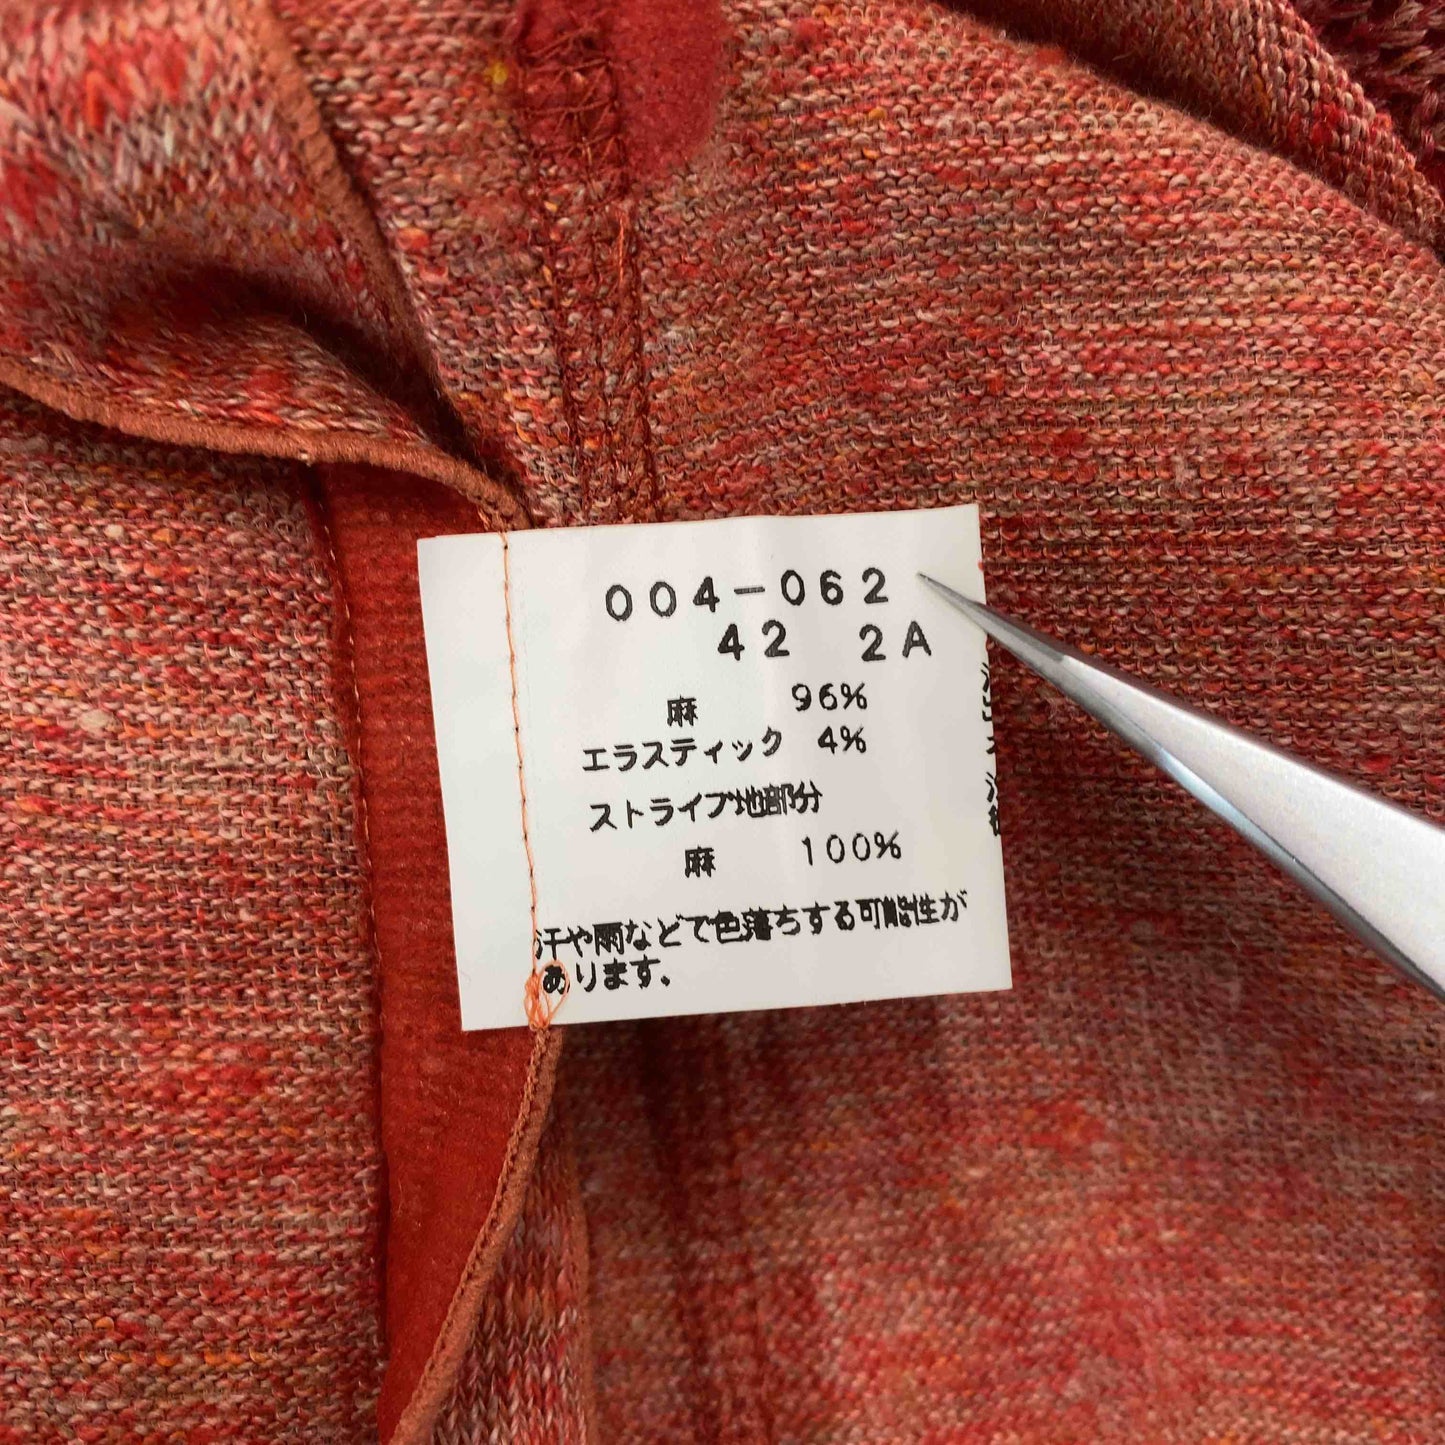 004-062
42 2A
麻 96%
エラスティック 4%
ストライプ地部分
麻 100%
汗や雨などで色落ちする可能性が
あります。